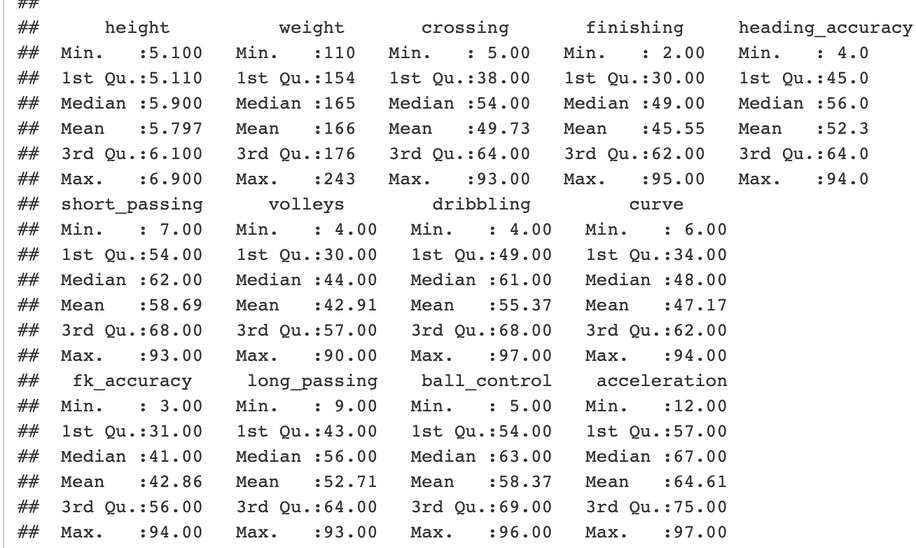 ##
##      height          weight         crossing       finishing     heading_accuracy
##  Min.   :5.100   Min.   :110   Min.   : 5.00   Min.   : 2.00   Min.   : 4.0
##  1st Qu.:5.110   1st Qu.:154   1st Qu.:38.00   1st Qu.:30.00   1st Qu.:45.0
##  Median :5.900   Median :165   Median :54.00   Median :49.00   Median :56.0
##  Mean   :5.797   Mean   :166   Mean   :49.73   Mean   :45.55   Mean   :52.3
##  3rd Qu.:6.100   3rd Qu.:176   3rd Qu.:64.00   3rd Qu.:62.00   3rd Qu.:64.0
##  Max.   :6.900   Max.   :243   Max.   :93.00   Max.   :95.00   Max.   :94.0
##  short_passing      volleys        dribbling         curve
##  Min.   : 7.00   Min.   : 4.00   Min.   : 4.00   Min.   : 6.00
##  1st Qu.:54.00   1st Qu.:30.00   1st Qu.:49.00   1st Qu.:34.00
##  Median :62.00   Median :44.00   Median :61.00   Median :48.00
##  Mean   :58.69   Mean   :42.91   Mean   :55.37   Mean   :47.17
##  3rd Qu.:68.00   3rd Qu.:57.00   3rd Qu.:68.00   3rd Qu.:62.00
##  Max.   :93.00   Max.   :90.00   Max.   :97.00   Max.   :94.00
##   fk_accuracy     long_passing    ball_control    acceleration
##  Min.   : 3.00   Min.   : 9.00   Min.   : 5.00   Min.   :12.00
##  1st Qu.:31.00   1st Qu.:43.00   1st Qu.:54.00   1st Qu.:57.00
##  Median :41.00   Median :56.00   Median :63.00   Median :67.00
##  Mean   :42.86   Mean   :52.71   Mean   :58.37   Mean   :64.61
##  3rd Qu.:56.00   3rd Qu.:64.00   3rd Qu.:69.00   3rd Qu.:75.00
##  Max.   :94.00   Max.   :93.00   Max.   :96.00   Max.   :97.00